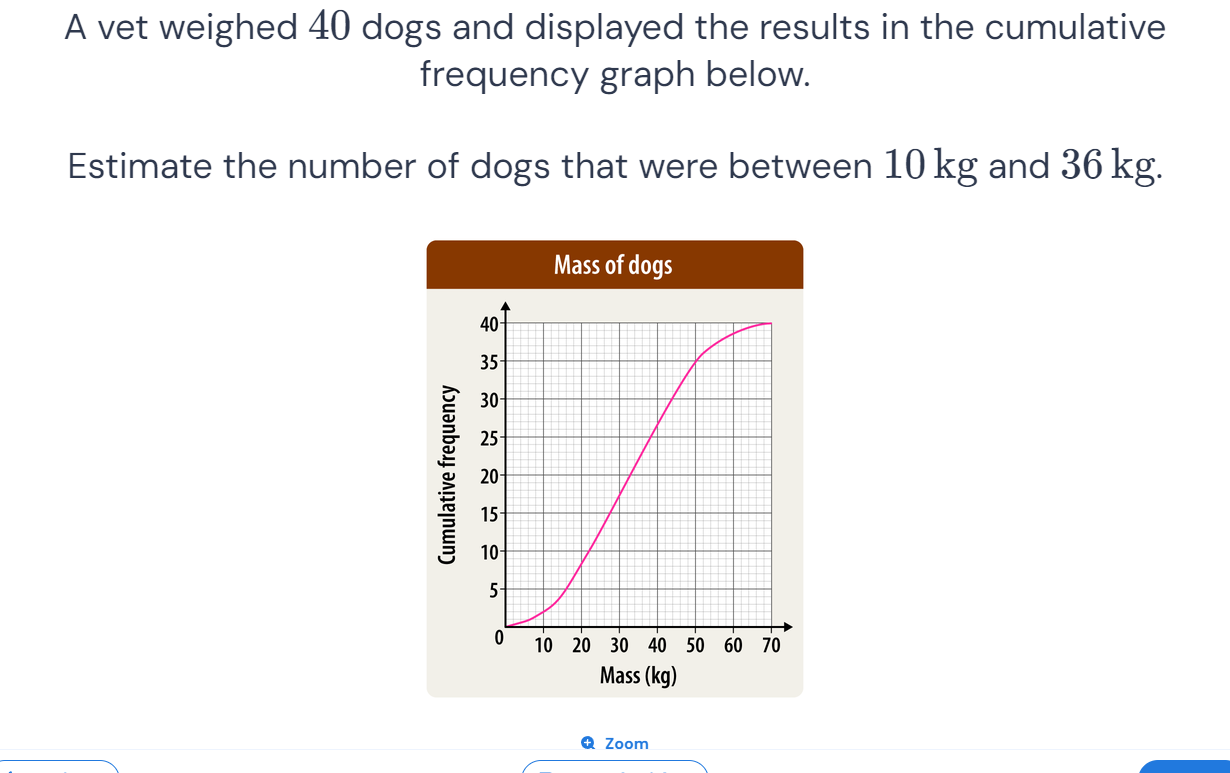 A vet weighed 40 dogs and displayed the results in the cumulative
frequency graph below.
Estimate the number of dogs that were between 10 kg and 36 kg.
Mass of dogs
Cumulative frequency
40
35
30
25
20
15
10
5
0
10 20 30 40 50 60 70
Mass (kg)
Zoom